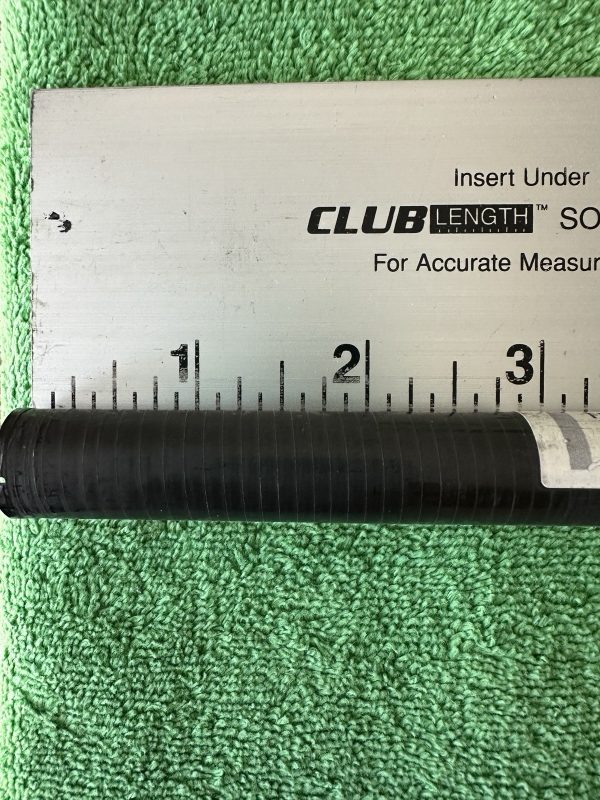 Insert Under
CLUB LENGTH™ SO
For Accurate Measur
1 2 3